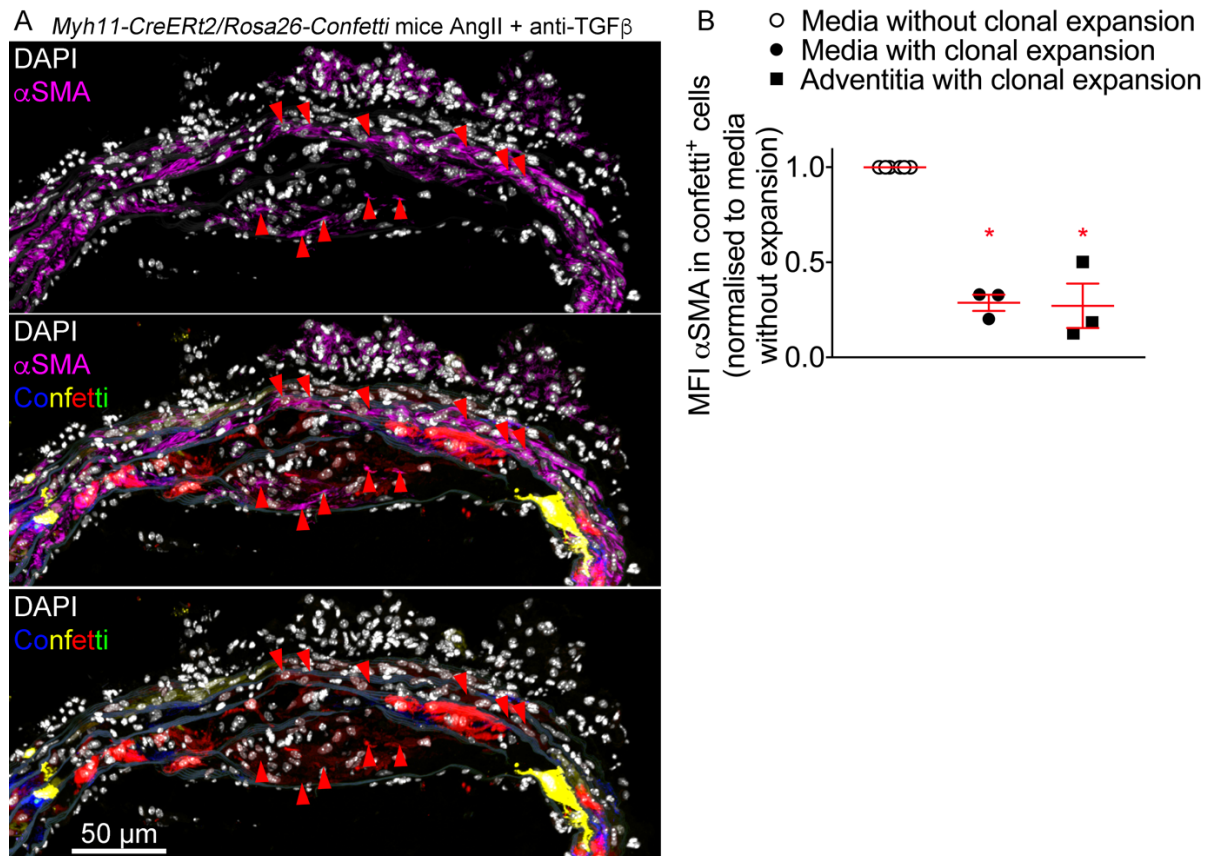 A Myh11-CreERt2/Rosa26-Confetti mice AngII + anti-TGFβ
DAPI
αSMA
DAPI
αSMA
Confetti
DAPI
Confetti
50 µm
B
Media without clonal expansion
Media with clonal expansion
Adventitia with clonal expansion
MFI αSMA in confetti+ cells
(normalised to media
without expansion)
1.0
0.5
0.0
*
*